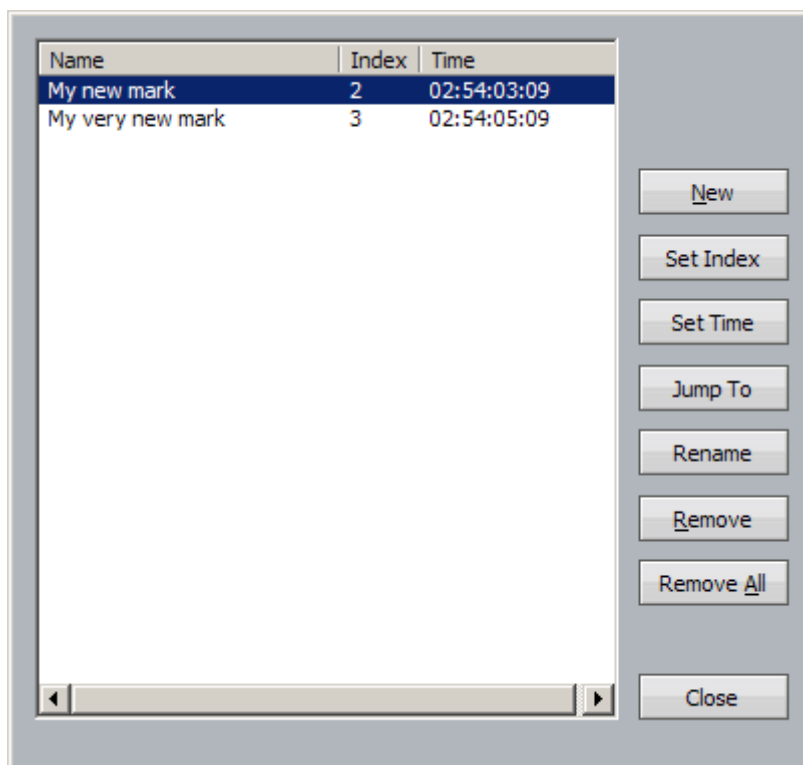 Name Index Time
My new mark 2 02:54:03:09
My very new mark 3 02:54:05:09
New
Set Index
Set Time
Jump To
Rename
Remove
Remove All
Close